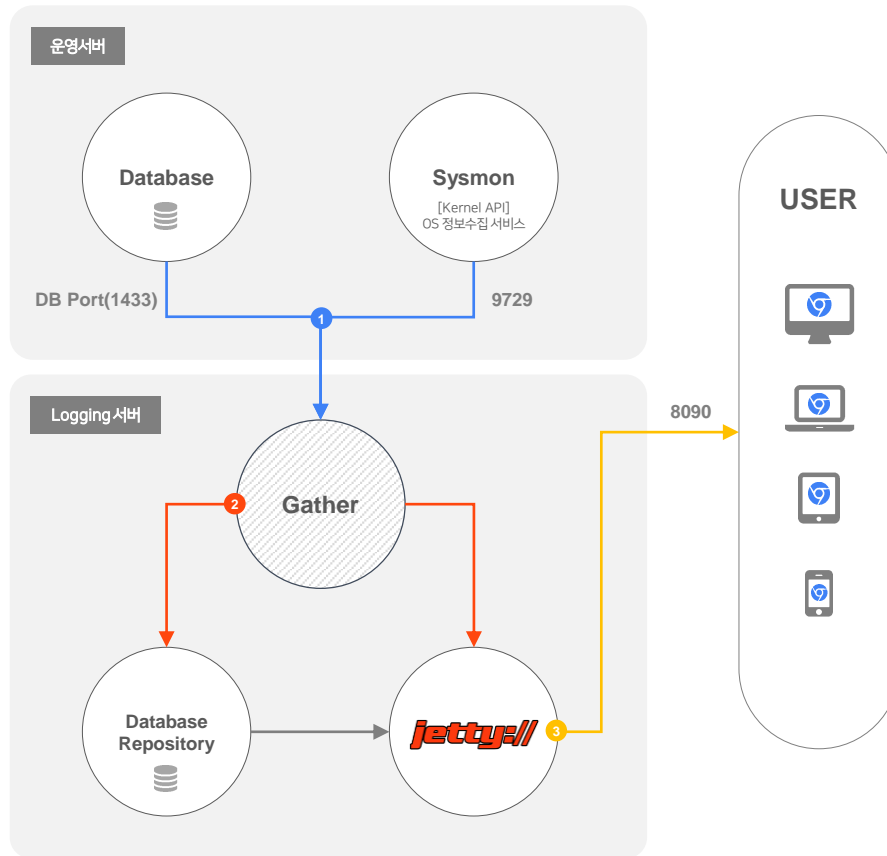 운영서버
Database
Sysmon
[Kernel API]
OS 정보수집 서비스
DB Port(1433)
9729
1
USER
Logging 서버
8090
Gather
2
Database
Repository
jetty://
3